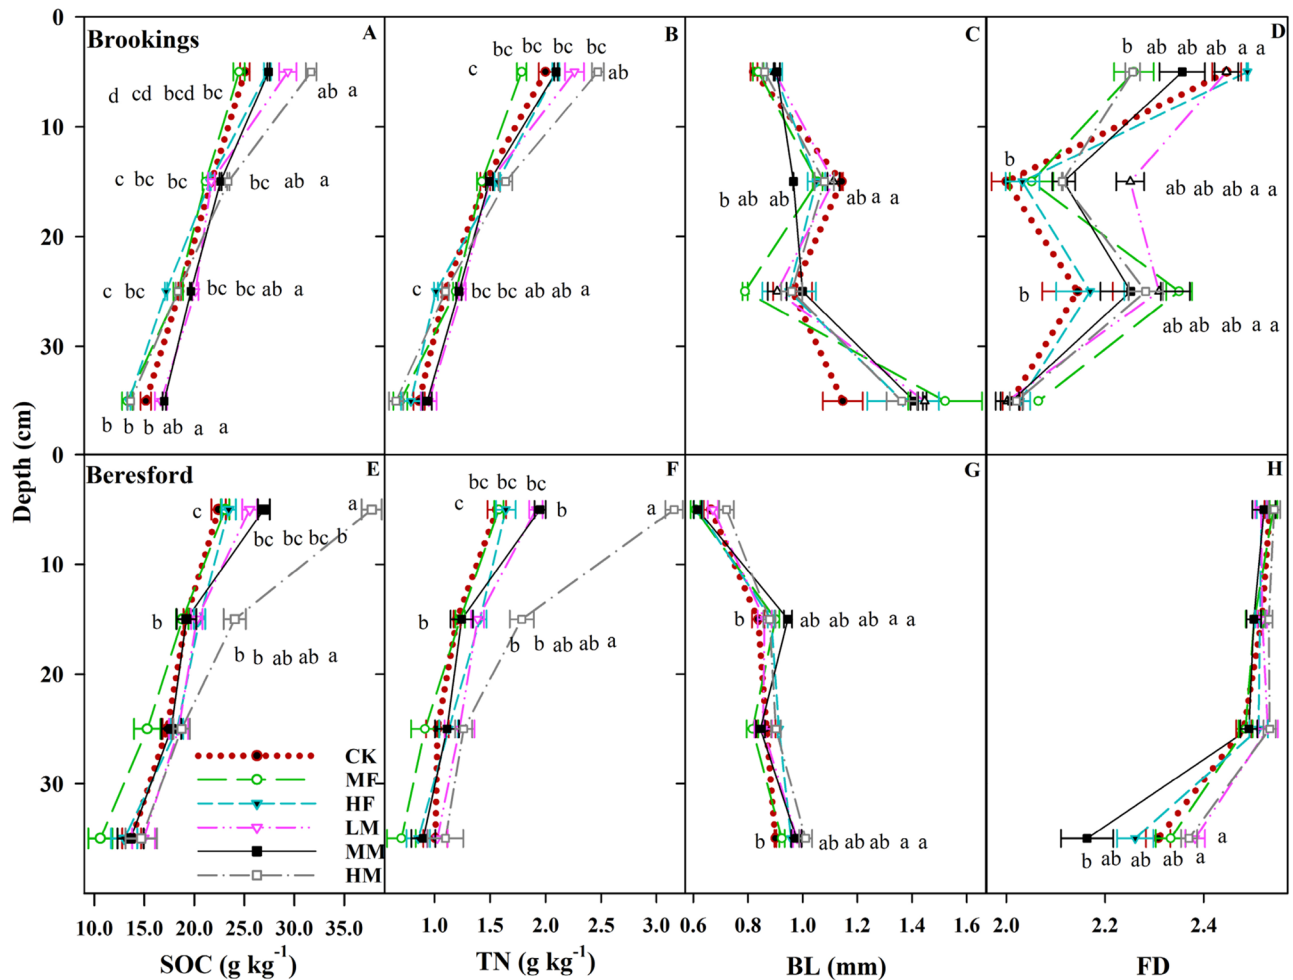 0
Brookings
A
B
C
D
bc bc bc bc
b ab ab ab a a
c
ab
d cd bcd bc
ab a
10
b
c bc bc
bc ab a
b ab ab
ab a a
ab ab ab a a
20
c bc
bc bc ab a
c
bc bc ab ab a
b
30
ab ab ab a a
b b b ab a a
Depth (cm)
0
Beresford
E
F
G
H
bc bc bc
c
a
c
b
a
bc bc bc b
10
b
b
b
ab ab ab a a
b b ab ab a
b b ab ab a
20
CK
MF
HF
30
LM
MM
HM
b
ab ab ab a a
a
b ab ab ab a
Depth (cm)
10.0 15.0 20.0 25.0 30.0 35.0
1.0 1.5 2.0 2.5 3.0
0.6 0.8 1.0 1.2 1.4 1.6
2.0 2.2 2.4
SOC (g kg-1)
TN (g kg-1)
BL (mm)
FD